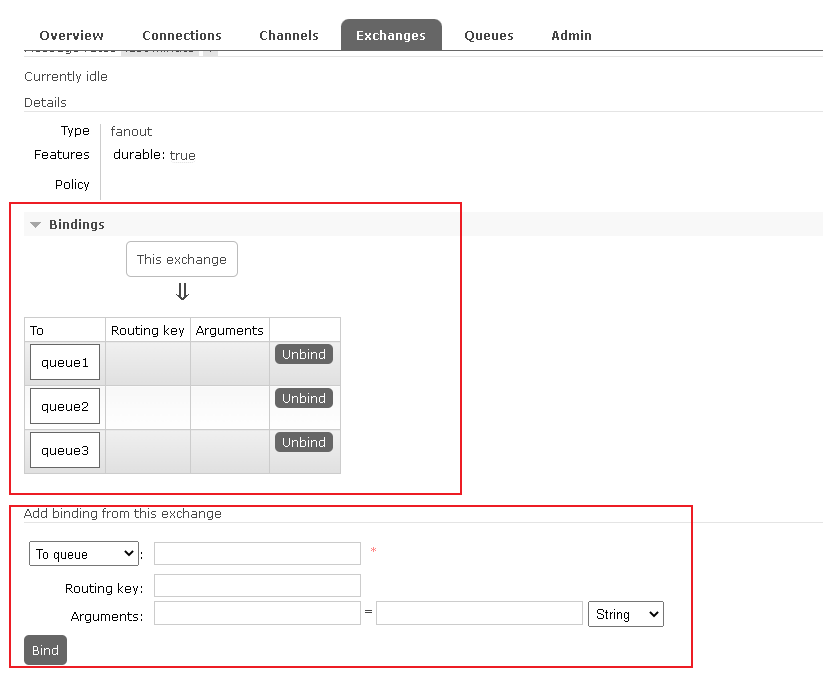 Overview Connections Channels Exchanges Queues Admin
Currently idle
Details
Type fanout
Features durable: true
Policy
Bindings
This exchange
⇓
To Routing key Arguments
queue1 Unbind
queue2 Unbind
queue3 Unbind
Add binding from this exchange
To queue : *
Routing key:
Arguments: = String
Bind